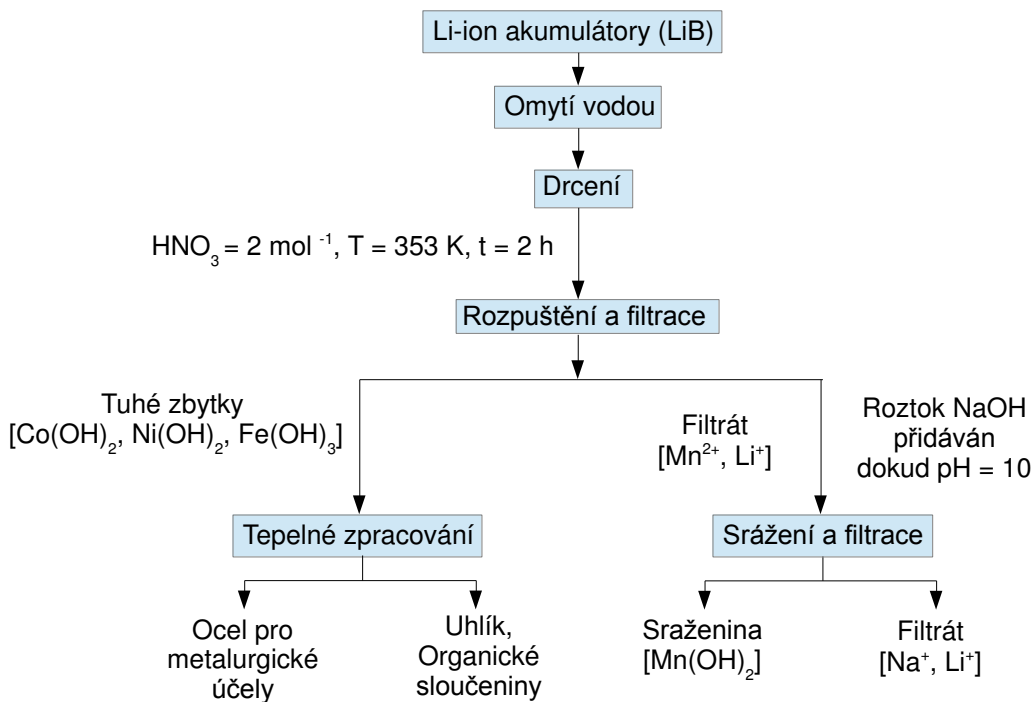 Li-ion akumulátory (LiB)
Omytí vodou
Drcení
HNO₃ = 2 mol ⁻¹, T = 353 K, t = 2 h
Rozpuštění a filtrace
Tuhé zbytky
[Co(OH)₂, Ni(OH)₂, Fe(OH)₃]
Filtrát
[Mn²⁺, Li⁺]
Roztok NaOH
přidáván
dokud pH = 10
Tepelné zpracování
Srážení a filtrace
Ocel pro
metalurgické
účely
Uhlík,
Organické
sloučeniny
Sraženina
[Mn(OH)₂]
Filtrát
[Na⁺, Li⁺]